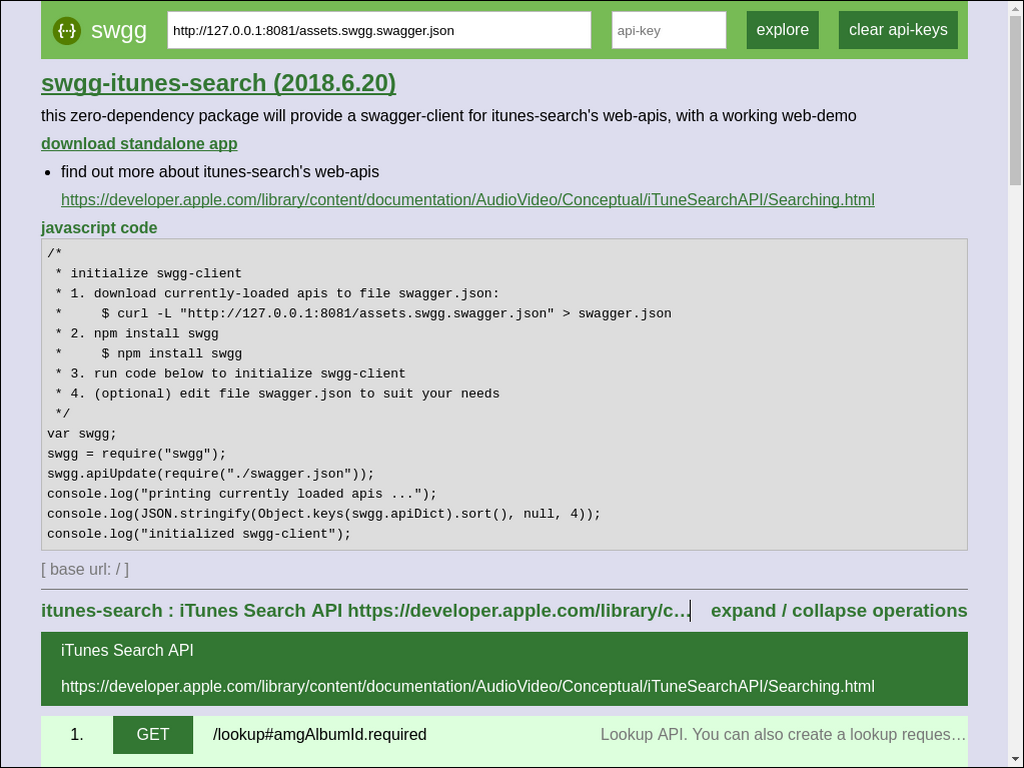 {··} swgg http://127.0.0.1:8081/assets.swgg.swagger.json api-key explore clear api-keys
swgg-itunes-search (2018.6.20)
this zero-dependency package will provide a swagger-client for itunes-search's web-apis, with a working web-demo
download standalone app
• find out more about itunes-search's web-apis
https://developer.apple.com/library/content/documentation/AudioVideo/Conceptual/iTuneSearchAPI/Searching.html
javascript code
/*
 * initialize swgg-client
 * 1. download currently-loaded apis to file swagger.json:
 *     $ curl -L "http://127.0.0.1:8081/assets.swgg.swagger.json" > swagger.json
 * 2. npm install swgg
 *     $ npm install swgg
 * 3. run code below to initialize swgg-client
 * 4. (optional) edit file swagger.json to suit your needs
 */
var swgg;
swgg = require("swgg");
swgg.apiUpdate(require("./swagger.json"));
console.log("printing currently loaded apis ...");
console.log(JSON.stringify(Object.keys(swgg.apiDict).sort(), null, 4));
console.log("initialized swgg-client");
[ base url: / ]
itunes-search : iTunes Search API https://developer.apple.com/library/c... expand / collapse operations
iTunes Search API
https://developer.apple.com/library/content/documentation/AudioVideo/Conceptual/iTuneSearchAPI/Searching.html
1. GET /lookup#amgAlbumId.required Lookup API. You can also create a lookup reques...